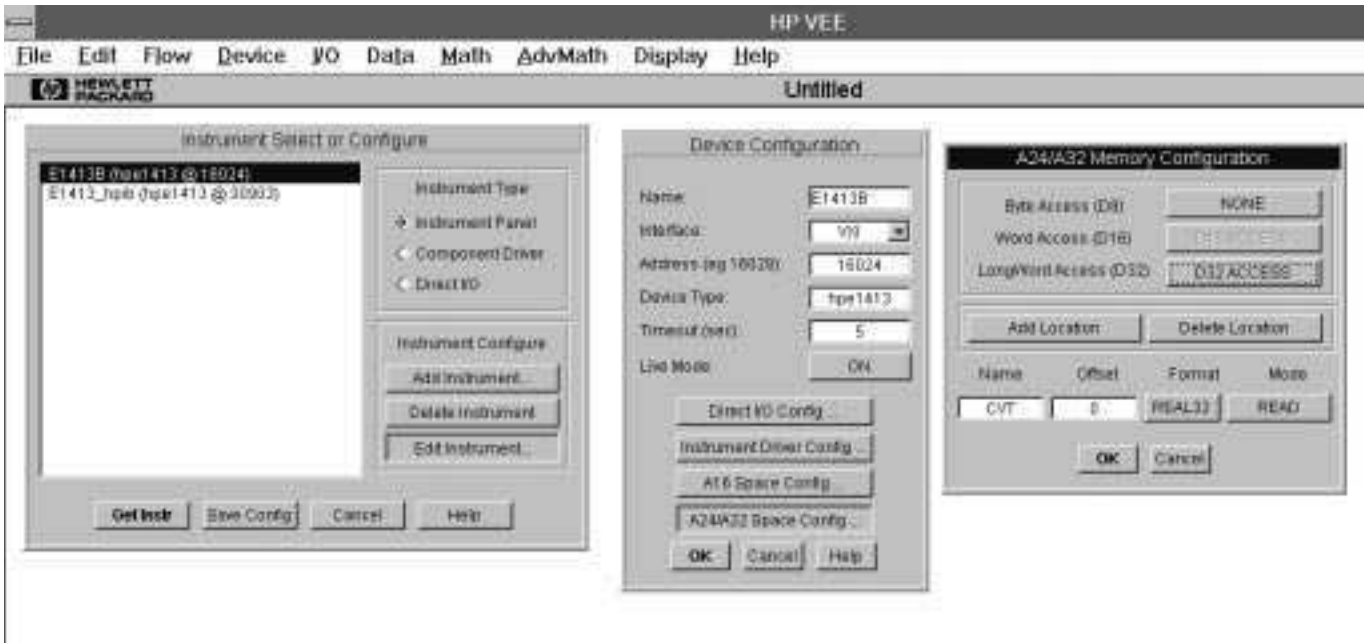 HP VEE
File Edit Flow Device I/O Data Math AdvMath Display Help
hp HEWLETT PACKARD
Untitled
Instrument Select or Configure
E1413B (hpe1413 @ 16024)
E1413_hpib (hpe1413 @ 30903)
Instrument Type
Instrument Panel
Component Driver
Direct I/O
Instrument Configure
Add Instrument...
Delete Instrument
Edit Instrument...
Get Instr Save Config Cancel Help
Device Configuration
Name: E1413B
Interface: VXI
Address (eg 16028): 16024
Device Type: hpe1413
Timeout (sec): 5
Live Mode: ON
Direct I/O Config ...
Instrument Driver Config ...
A16 Space Config ...
A24/A32 Space Config ...
OK Cancel Help
A24/A32 Memory Configuration
Byte Access (D8) NONE
Word Access (D16)
LongWord Access (D32) D32 ACCESS
Add Location Delete Location
Name Offset Format Mode
CVT 0 REAL32 READ
OK Cancel